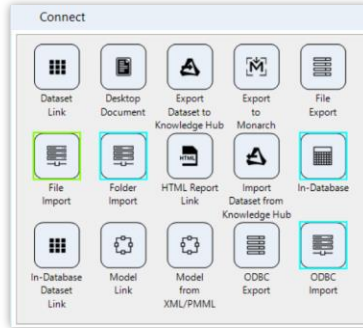 Connect
Dataset Link
Desktop Document
Export Dataset to Knowledge Hub
Export to Monarch
File Export
File Import
Folder Import
HTML
HTML Report Link
Import Dataset from Knowledge Hub
In-Database
In-Database Dataset Link
Model Link
Model from XML/PMML
ODBC Export
ODBC Import